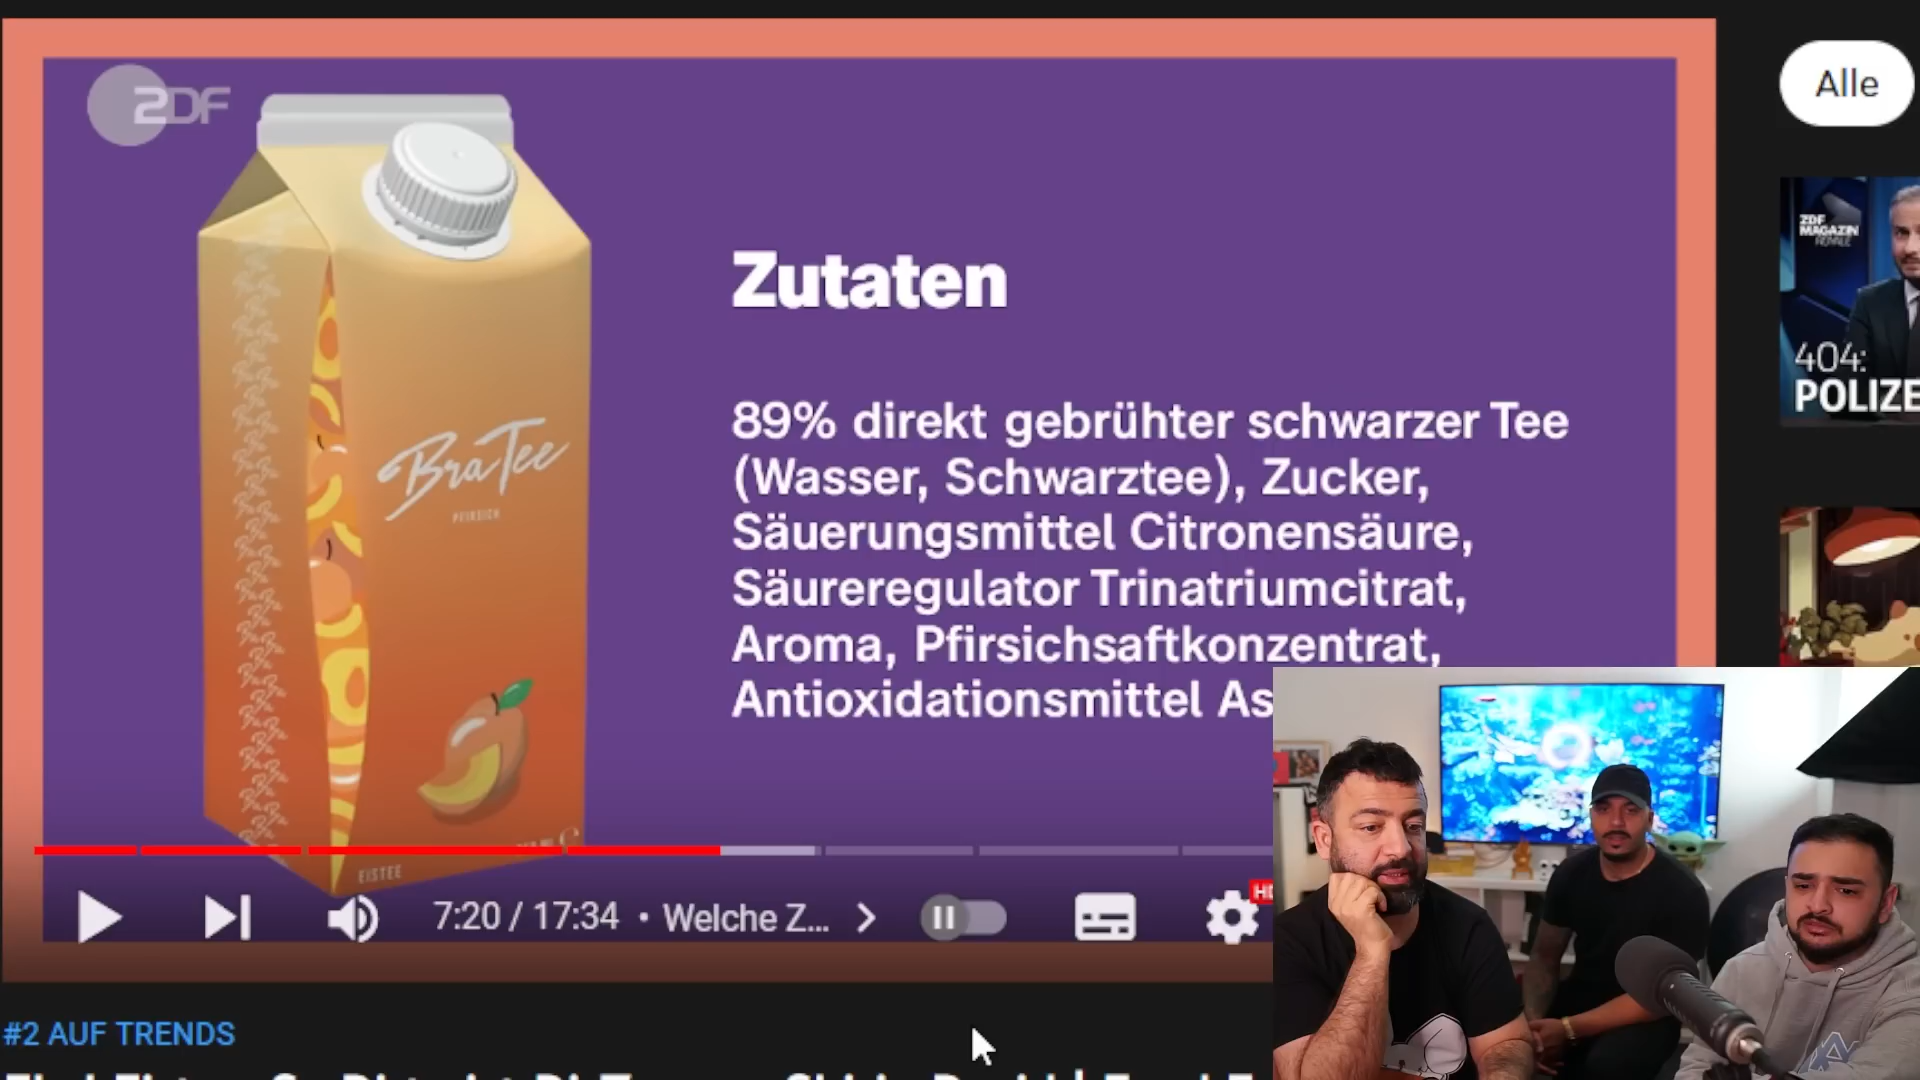 ZDF
Alle
Zutaten
89% direkt gebrühter schwarzer Tee
(Wasser, Schwarztee), Zucker,
Säuerungsmittel Citronensäure,
Säureregulator Trinatriumcitrat,
Aroma, Pfirsichsaftkonzentrat,
Antioxidationsmittel As
BraTee
PFIRSICH
EISTEE
ZDF
MAGAZIN
ROYALE
404:
POLIZE
7:20 / 17:34 • Welche Z...
HD
#2 AUF TRENDS